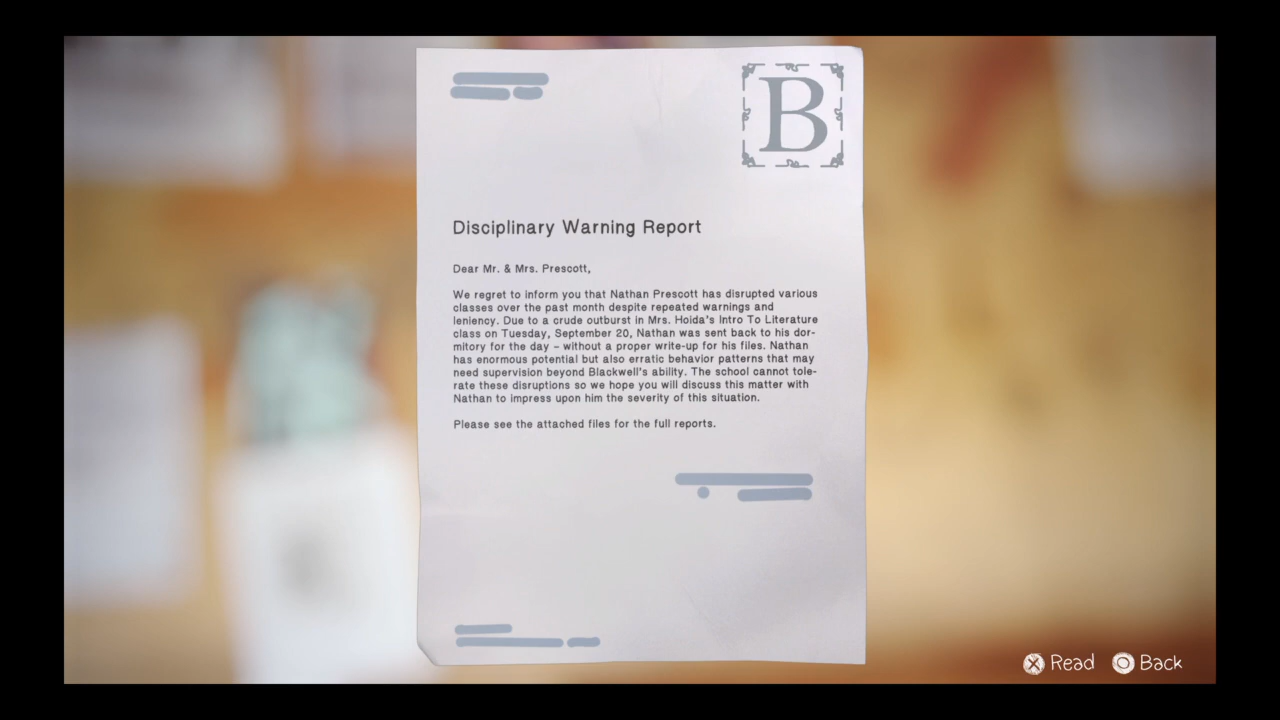 B
Disciplinary Warning Report
Dear Mr. & Mrs. Prescott,
We regret to inform you that Nathan Prescott has disrupted various
classes over the past month despite repeated warnings and
leniency. Due to a crude outburst in Mrs. Hoida's Intro To Literature
class on Tuesday, September 20, Nathan was sent back to his dor-
mitory for the day – without a proper write-up for his files. Nathan
has enormous potential but also erratic behavior patterns that may
need supervision beyond Blackwell's ability. The school cannot tole-
rate these disruptions so we hope you will discuss this matter with
Nathan to impress upon him the severity of this situation.
Please see the attached files for the full reports.
Read Back